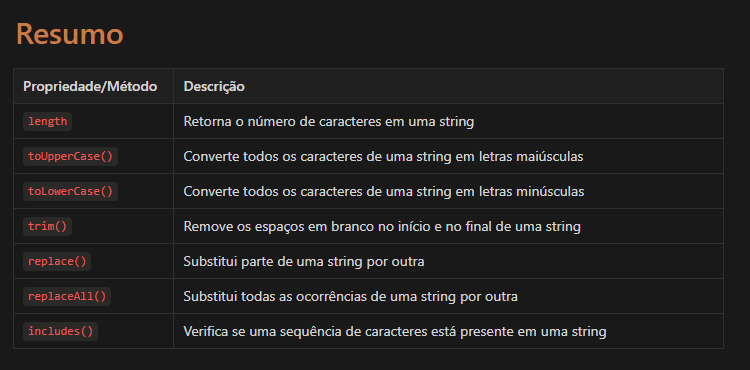 Resumo
Propriedade/Método Descrição
length Retorna o número de caracteres em uma string
toUpperCase() Converte todos os caracteres de uma string em letras maiúsculas
toLowerCase() Converte todos os caracteres de uma string em letras minúsculas
trim() Remove os espaços em branco no início e no final de uma string
replace() Substitui parte de uma string por outra
replaceAll() Substitui todas as ocorrências de uma string por outra
includes() Verifica se uma sequência de caracteres está presente em uma string